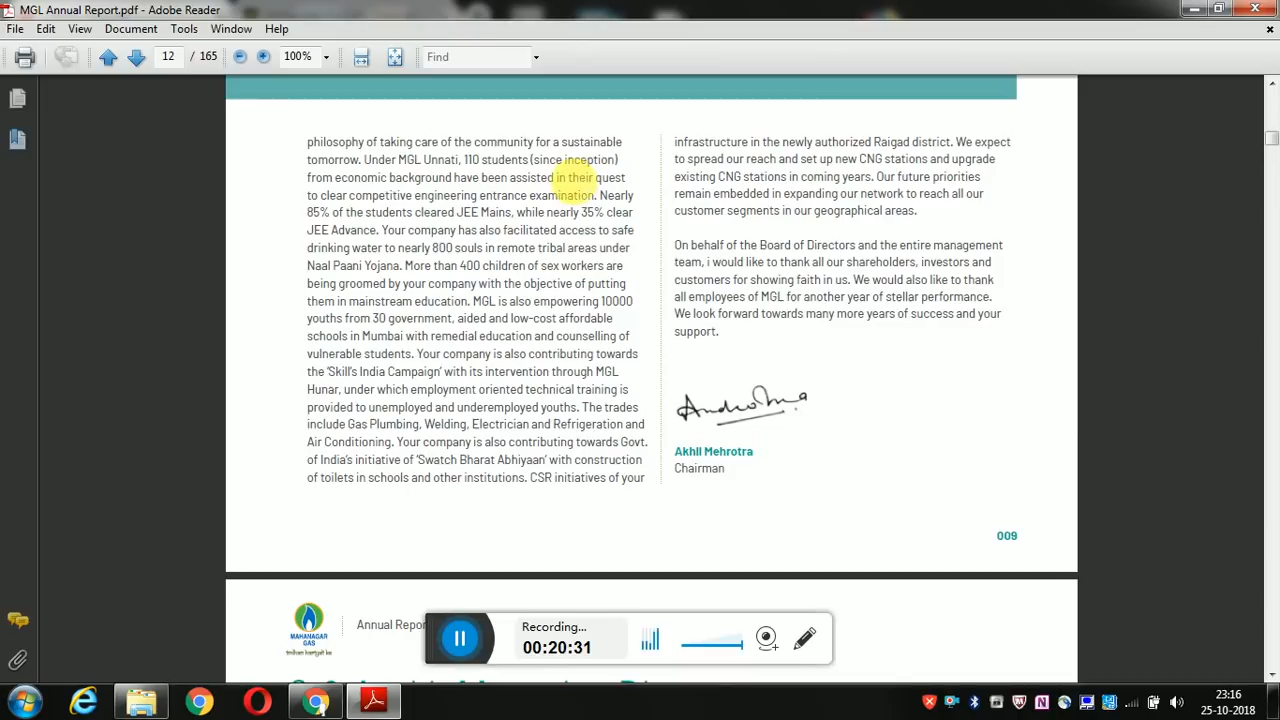 MGL Annual Report.pdf - Adobe Reader
File Edit View Document Tools Window Help
12 / 165 100% Find
philosophy of taking care of the community for a sustainable
tomorrow. Under MGL Unnati, 110 students (since inception)
from economic background have been assisted in their quest
to clear competitive engineering entrance examination. Nearly
85% of the students cleared JEE Mains, while nearly 35% clear
JEE Advance. Your company has also facilitated access to safe
drinking water to nearly 800 souls in remote tribal areas under
Naal Paani Yojana. More than 400 children of sex workers are
being groomed by your company with the objective of putting
them in mainstream education. MGL is also empowering 10000
youths from 30 government, aided and low-cost affordable
schools in Mumbai with remedial education and counselling of
vulnerable students. Your company is also contributing towards
the ‘Skill’s India Campaign’ with its intervention through MGL
Hunar, under which employment oriented technical training is
provided to unemployed and underemployed youths. The trades
include Gas Plumbing, Welding, Electrician and Refrigeration and
Air Conditioning. Your company is also contributing towards Govt.
of India’s initiative of ‘Swatch Bharat Abhiyaan’ with construction
of toilets in schools and other institutions. CSR initiatives of your
infrastructure in the newly authorized Raigad district. We expect
to spread our reach and set up new CNG stations and upgrade
existing CNG stations in coming years. Our future priorities
remain embedded in expanding our network to reach all our
customer segments in our geographical areas.
On behalf of the Board of Directors and the entire management
team, i would like to thank all our shareholders, investors and
customers for showing faith in us. We would also like to thank
all employees of MGL for another year of stellar performance.
We look forward towards many more years of success and your
support.
Akhil Mehrotra
Chairman
009
MAHANAGAR
GAS
Annual Repor
Recording...
00:20:31
23:16
25-10-2018